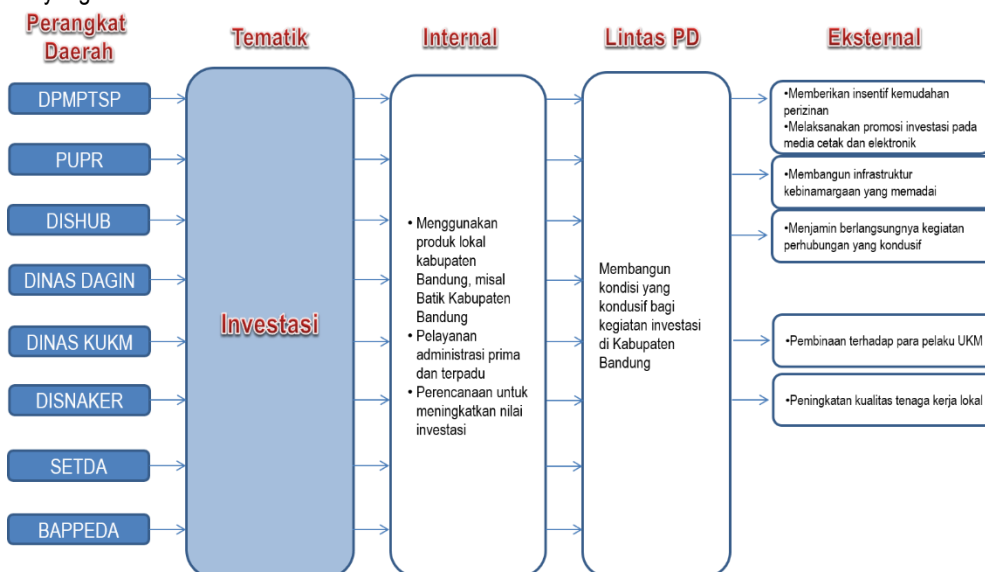 Perangkat
Daerah
Tematik
Internal
Lintas PD
Eksternal
DPMPTSP
PUPR
DISHUB
DINAS DAGIN
DINAS KUKM
DISNAKER
SETDA
BAPPEDA
Investasi
• Menggunakan
produk lokal
kabupaten
Bandung, misal
Batik Kabupaten
Bandung
• Pelayanan
administrasi prima
dan terpadu
• Perencanaan untuk
meningkatkan nilai
investasi
Membangun
kondisi yang
kondusif bagi
kegiatan investasi
di Kabupaten
Bandung
•Memberikan insentif kemudahan
perizinan
•Melaksanakan promosi investasi pada
media cetak dan elektronik
•Membangun infrastruktur
kebinamargaan yang memadai
•Menjamin berlangsungnya kegiatan
perhubungan yang kondusif
•Pembinaan terhadap para pelaku UKM
•Peningkatan kualitas tenaga kerja lokal